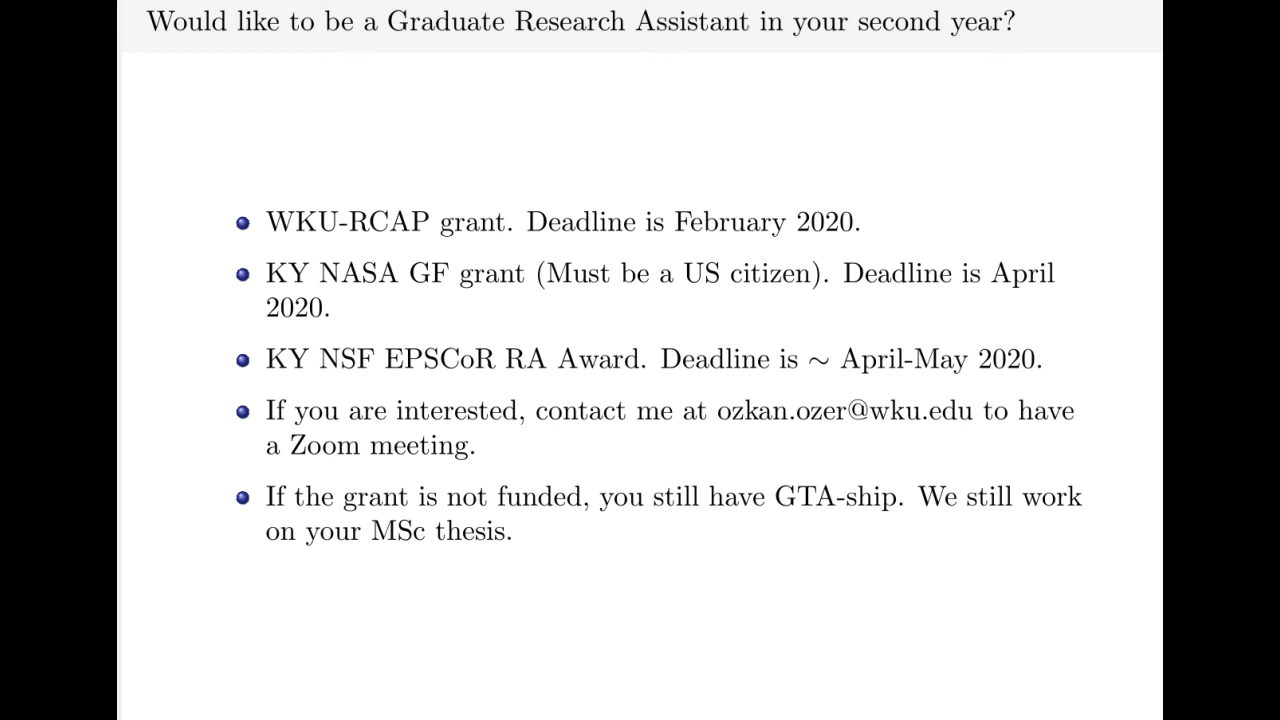 Would like to be a Graduate Research Assistant in your second year?
WKU-RCAP grant. Deadline is February 2020.
KY NASA GF grant (Must be a US citizen). Deadline is April
2020.
KY NSF EPSCoR RA Award. Deadline is ∼ April-May 2020.
If you are interested, contact me at ozkan.ozer@wku.edu to have
a Zoom meeting.
If the grant is not funded, you still have GTA-ship. We still work
on your MSc thesis.